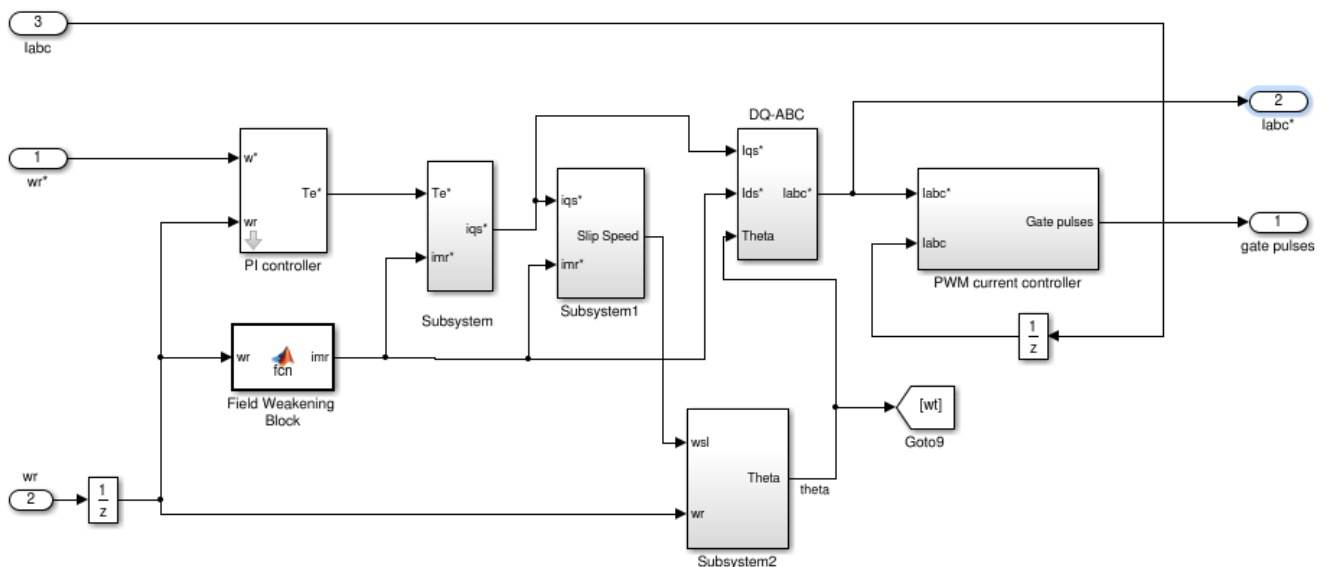 3
Iabc
2
Iabc*
DQ-ABC
1
wr*
w*
Te*
wr
PI controller
Te*
iqs*
imr*
Subsystem
iqs*
Slip Speed
imr*
Subsystem1
Iqs*
Ids*
Iabc*
Theta
Iabc*
Gate pulses
Iabc
PWM current controller
1
gate pulses
1
z
wr
imr
fcn
Field Weakening
Block
[wt]
Goto9
wr
2
1
z
wsl
Theta
wr
theta
Subsystem2